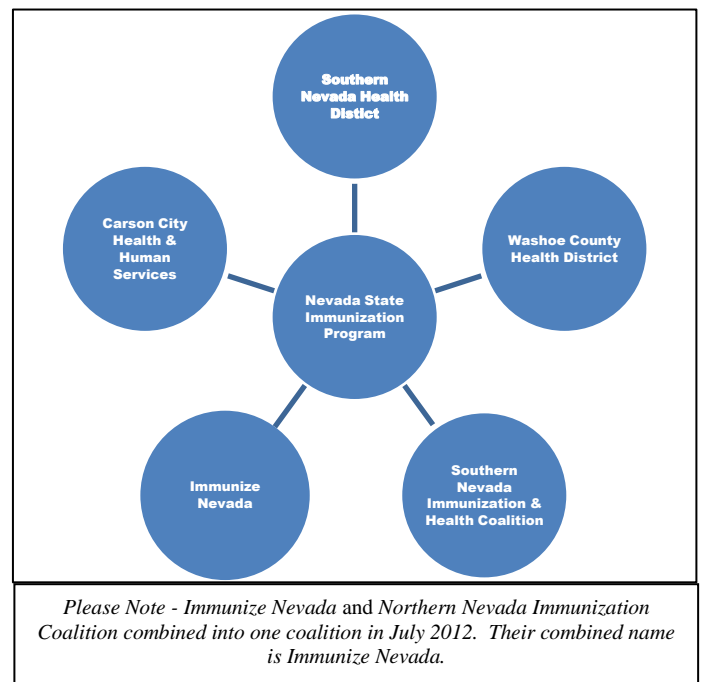 Southern
Nevada Health
Distict
Carson City
Health &
Human
Services
Washoe County
Health District
Nevada State
Immunization
Program
Immunize
Nevada
Southern
Nevada
Immunization &
Health Coalition
Please Note - Immunize Nevada and Northern Nevada Immunization
Coalition combined into one coalition in July 2012. Their combined name
is Immunize Nevada.